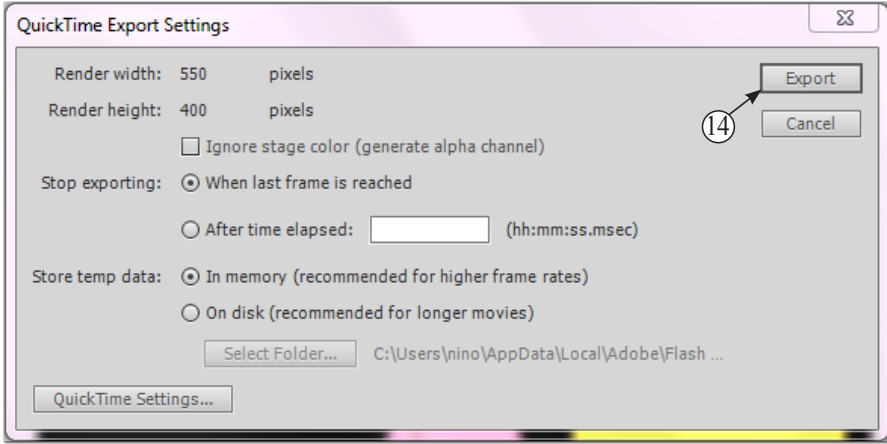 QuickTime Export Settings
Render width: 550 pixels
Export
Render height: 400 pixels
14
Cancel
Ignore stage color (generate alpha channel)
Stop exporting: When last frame is reached
After time elapsed: (hh:mm:ss.msec)
Store temp data: In memory (recommended for higher frame rates)
On disk (recommended for longer movies)
Select Folder... C:\Users\nino\AppData\Local\Adobe\Flash ...
QuickTime Settings...